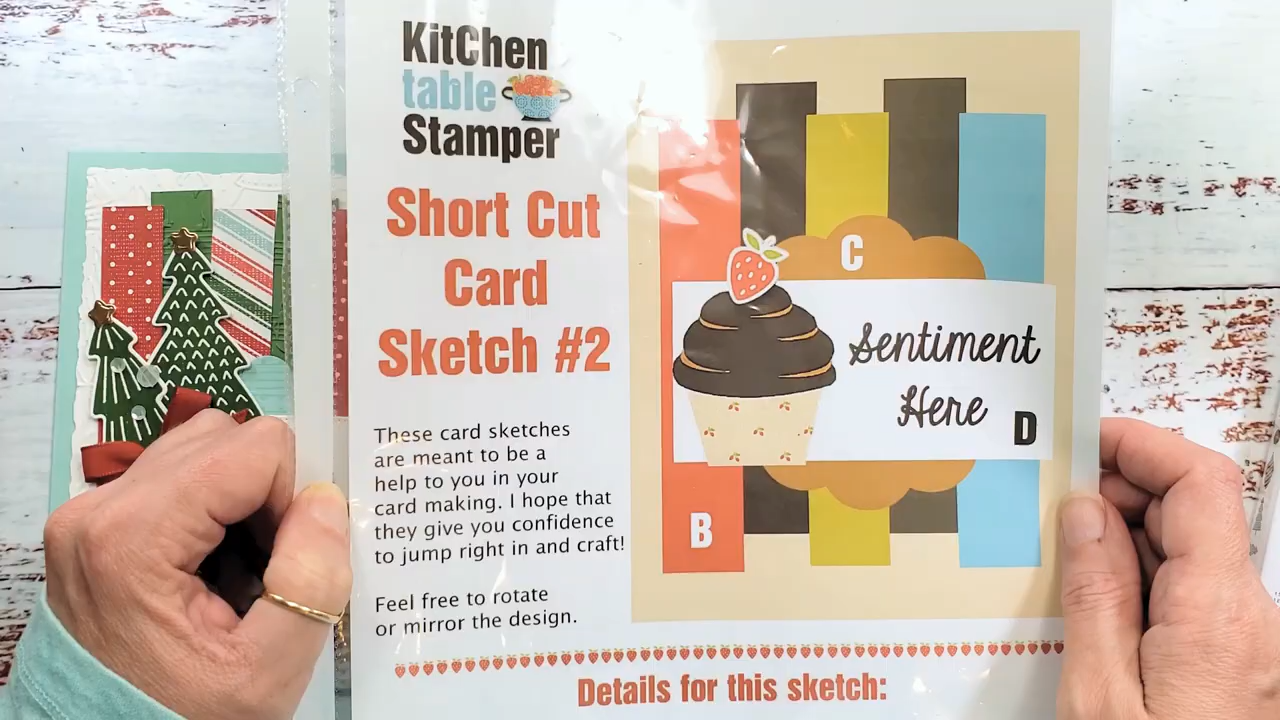 KitChen
table
Stamper
Short Cut
Card
Sketch #2
These card sketches
are meant to be a
help to you in your
card making. I hope that
they give you confidence
to jump right in and craft!
Feel free to rotate
or mirror the design.
C
Sentiment
Here
D
B
Details for this sketch: